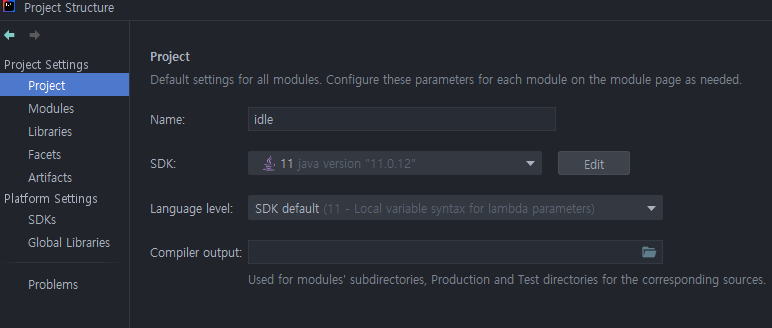 Project Structure
Project Settings
Project
Modules
Libraries
Facets
Artifacts
Platform Settings
SDKs
Global Libraries
Problems
Project
Default settings for all modules. Configure these parameters for each module on the module page as needed.
Name: idle
SDK: 11 java version "11.0.12" Edit
Language level: SDK default (11 - Local variable syntax for lambda parameters)
Compiler output:
Used for modules' subdirectories, Production and Test directories for the corresponding sources.